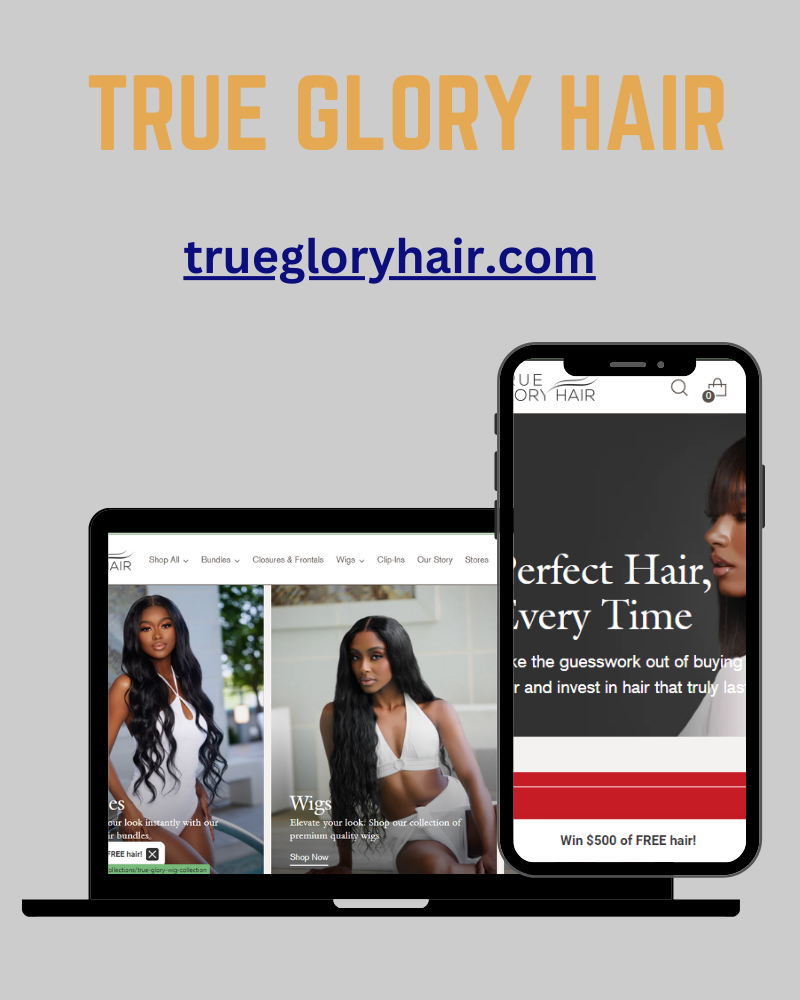 TRUE GLORY HAIR
truegloryhair.com
RUE
ORY HAIR
0
Perfect Hair,
Every Time
ke the guesswork out of buying
r and invest in hair that truly las
Win $500 of FREE hair!
AIR
Shop All Bundles Closures & Frontals Wigs Clip-Ins Our Story Stores
es
our look instantly with our
ir bundles.
FREE hair!
ollections/true-glory-wig-collection
Wigs
Elevate your look. Shop our collection of
premium quality wigs
Shop Now